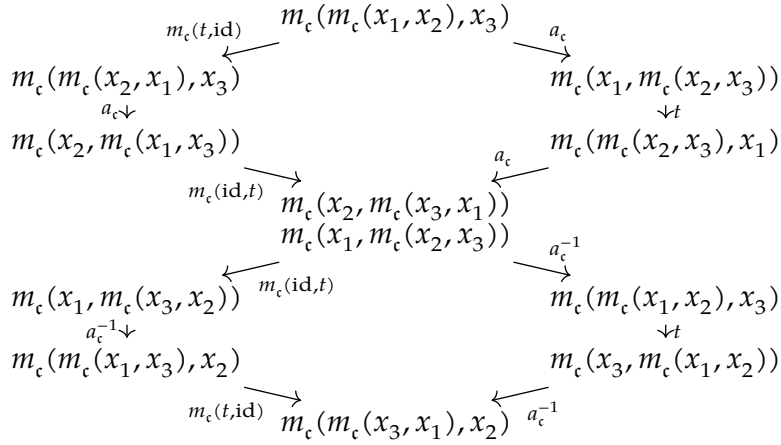 m_𝔠(m_𝔠(x_1, x_2), x_3)
m_𝔠(t,id) a_𝔠
m_𝔠(m_𝔠(x_2, x_1), x_3) m_𝔠(x_1, m_𝔠(x_2, x_3))
a_𝔠 t
m_𝔠(x_2, m_𝔠(x_1, x_3)) m_𝔠(m_𝔠(x_2, x_3), x_1)
m_𝔠(id,t) a_𝔠
m_𝔠(x_2, m_𝔠(x_3, x_1))
m_𝔠(x_1, m_𝔠(x_2, x_3))
m_𝔠(id,t) a_𝔠^{-1}
m_𝔠(x_1, m_𝔠(x_3, x_2)) m_𝔠(m_𝔠(x_1, x_2), x_3)
a_𝔠^{-1} t
m_𝔠(m_𝔠(x_1, x_3), x_2) m_𝔠(x_3, m_𝔠(x_1, x_2))
m_𝔠(t,id) a_𝔠^{-1}
m_𝔠(m_𝔠(x_3, x_1), x_2)